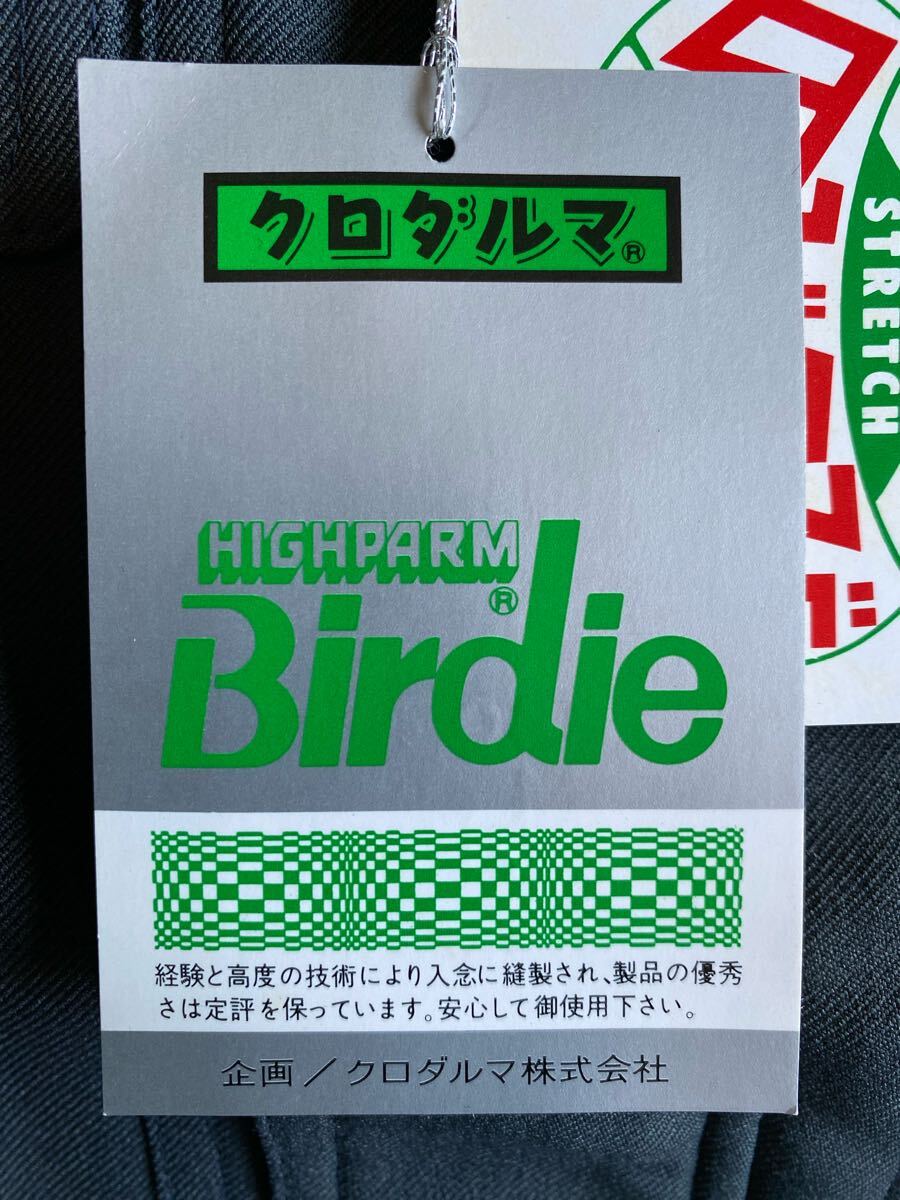 クロダルマ®
HIGHPARM
Birdie®
経験と高度の技術により入念に縫製され、製品の優秀
さは定評を保っています。安心して御使用下さい。
企画／クロダルマ株式会社
STRETCH